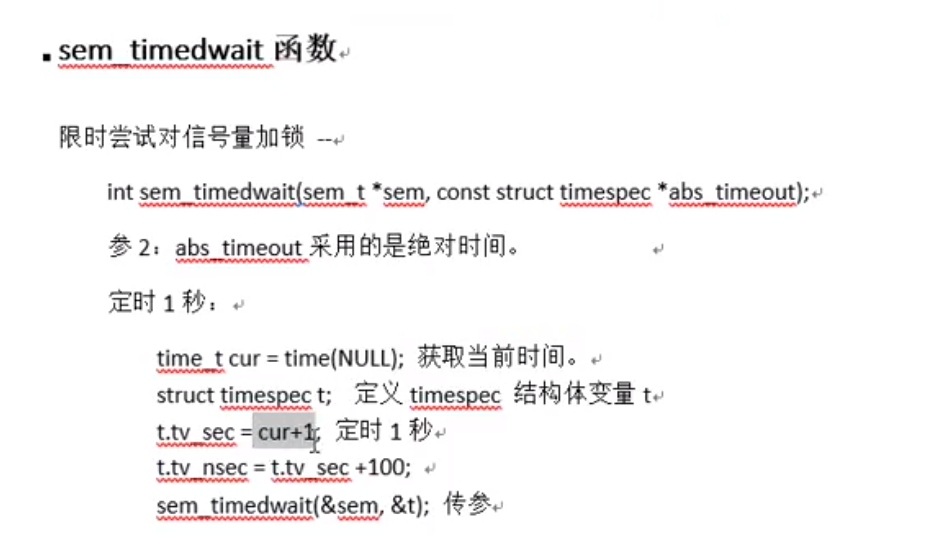 ▪ sem_timedwait 函数↵
限时尝试对信号量加锁 --↵
int sem_timedwait(sem_t *sem, const struct timespec *abs_timeout);↵
参 2：abs_timeout 采用的是绝对时间。 ↵
定时 1 秒：↵
time_t cur = time(NULL); 获取当前时间。↵
struct timespec t; 定义 timespec 结构体变量 t↵
t.tv_sec = cur+1; 定时 1 秒↵
t.tv_nsec = t.tv_sec +100; ↵
sem_timedwait(&sem, &t); 传参↵